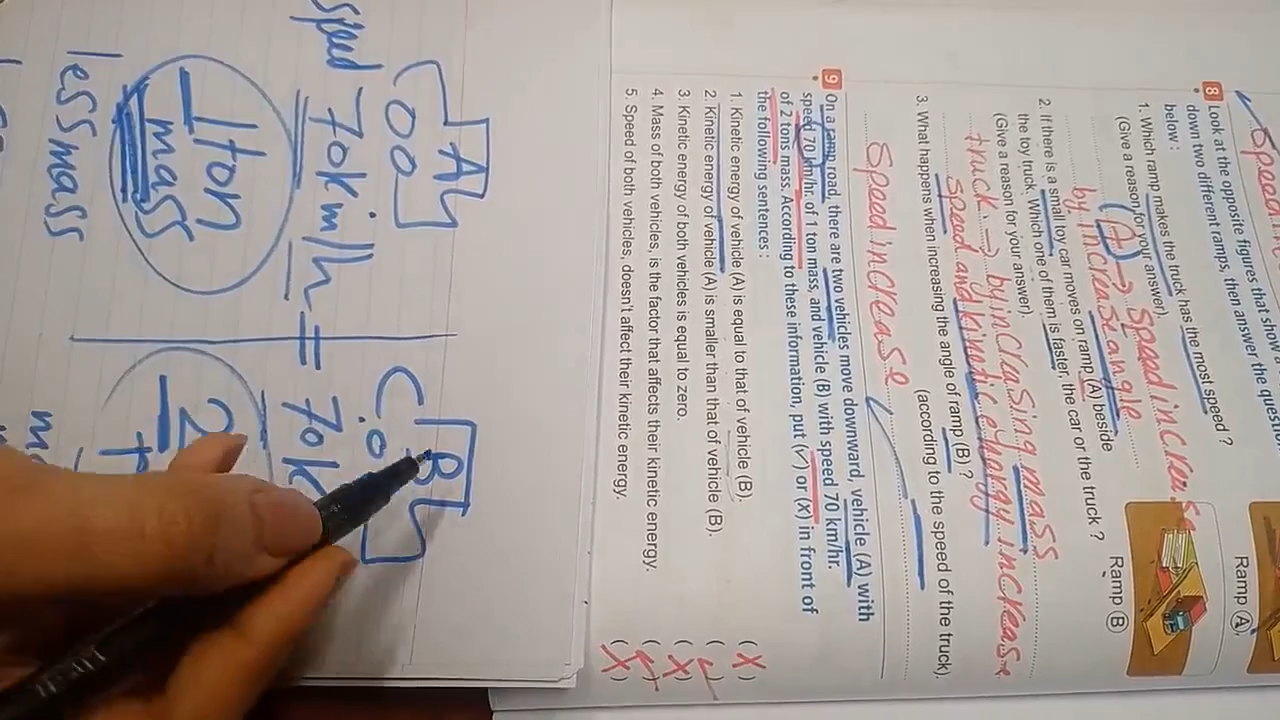 Speed in
8 Look at the opposite figures that show
down two different ramps, then answer the quest
below :
1. Which ramp makes the truck has the most speed ?
(Give a reason for your answer).
(A) → Speed increase
by increase angle
2. If there is a small toy car moves on ramp (A) beside
the toy truck. Which one of them is faster, the car or the truck ?
(Give a reason for your answer).
truck → by increasing mass
speed and kinetic energy increase
3. What happens when increasing the angle of ramp (B) ?
(according to the speed of the truck).
Speed increase
Ramp A
Ramp B
9 On a ramp road, there are two vehicles move downward, vehicle (A) with
speed 70 km/hr. of 1 ton mass, and vehicle (B) with speed 70 km/hr.
of 2 tons mass. According to these information, put (✓) or (X) in front of
the following sentences :
1. Kinetic energy of vehicle (A) is equal to that of vehicle (B). ( X )
2. Kinetic energy of vehicle (A) is smaller than that of vehicle (B). ( ✓ )
3. Kinetic energy of both vehicles is equal to zero. ( X )
4. Mass of both vehicles, is the factor that affects their kinetic energy. ( ✓ )
5. Speed of both vehicles, doesn't affect their kinetic energy. ( X )
A
B
speed 70km/h = 70k
1ton
mass
2
t
less mass